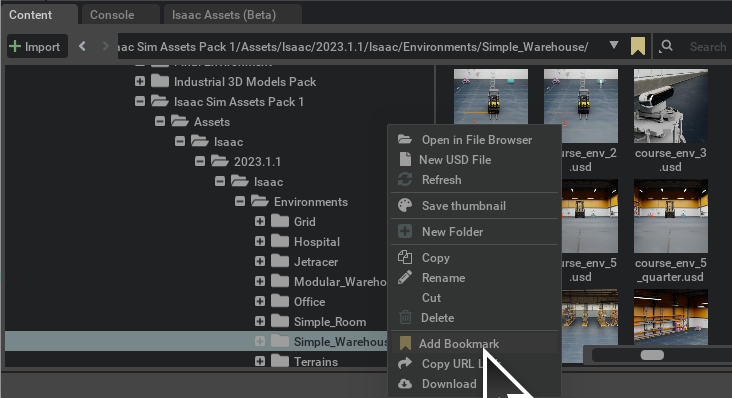 Content
Console
Isaac Assets (Beta)
Import
ac Sim Assets Pack 1/Assets/Isaac/2023.1.1/Isaac/Environments/Simple_Warehouse/
Search
Industrial 3D Models Pack
Isaac Sim Assets Pack 1
Assets
Isaac
2023.1.1
Isaac
Environments
Grid
Hospital
Jetracer
Modular_Wareho
Office
Simple_Room
Simple_Warehous
Terrains
Open in File Browser
New USD File
Refresh
Save thumbnail
New Folder
Copy
Rename
Cut
Delete
Add Bookmark
Copy URL L
Download
urse_env_2
.usd
course_env_3
.usd
urse_env_5
.usd
course_env_5
_quarter.usd